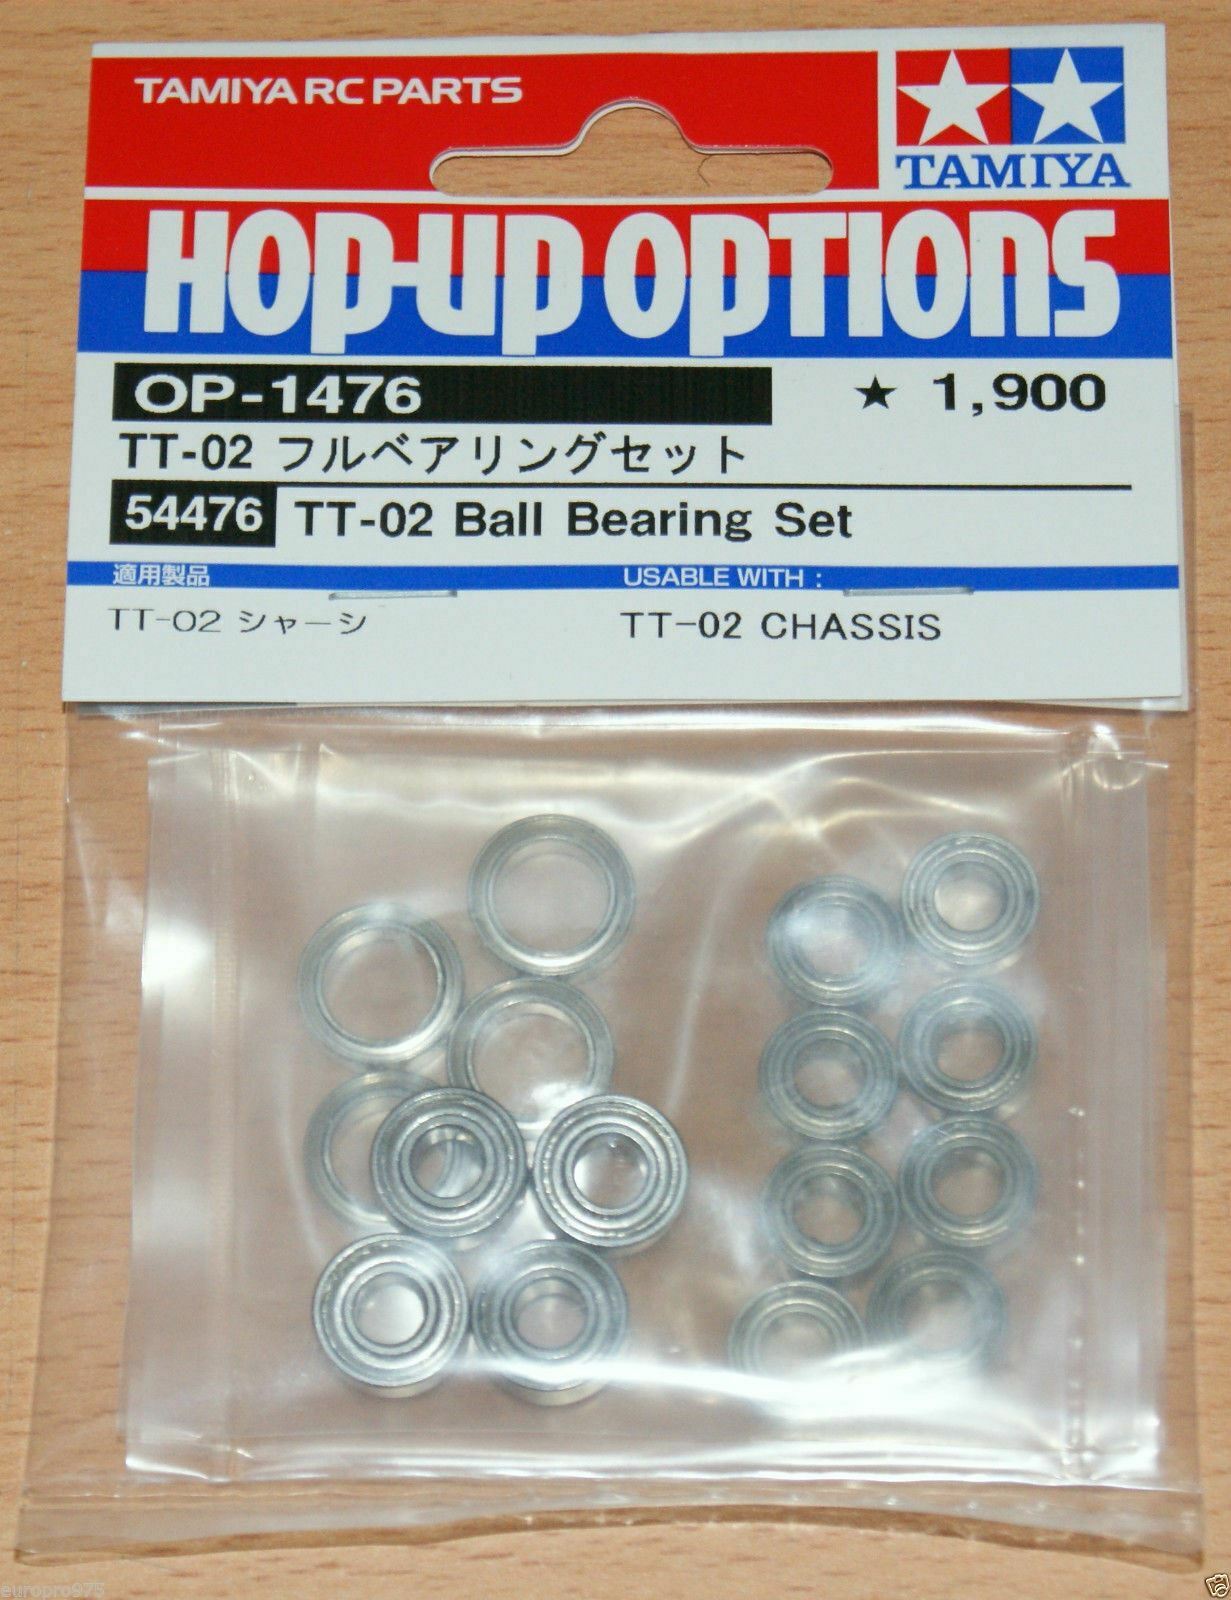 TAMIYA RC PARTS
TAMIYA
HOP-UP OPTIONS
OP-1476
★ 1,900
TT-02 フルベアリングセット
54476 TT-02 Ball Bearing Set
適用製品 USABLE WITH :
TT-02 シャーシ TT-02 CHASSIS
europro975